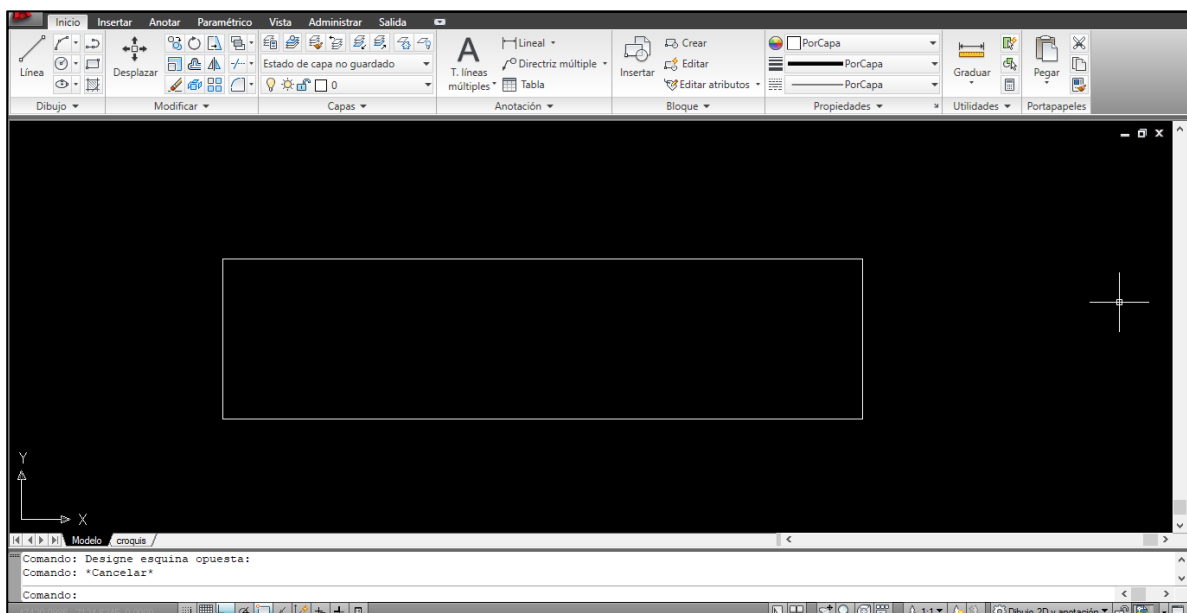 Inicio Insertar Anotar Paramétrico Vista Administrar Salida
Línea
Desplazar
Estado de capa no guardado
0
A
T. líneas
múltiples
Lineal
Directriz múltiple
Tabla
Insertar
Crear
Editar
Editar atributos
PorCapa
PorCapa
PorCapa
Graduar
Pegar
Dibujo Modificar Capas Anotación Bloque Propiedades Utilidades Portapapeles
Y
X
Modelo croquis
Comando: Designe esquina opuesta:
Comando: *Cancelar*
Comando:
1:1 Dibujo 2D y anotación